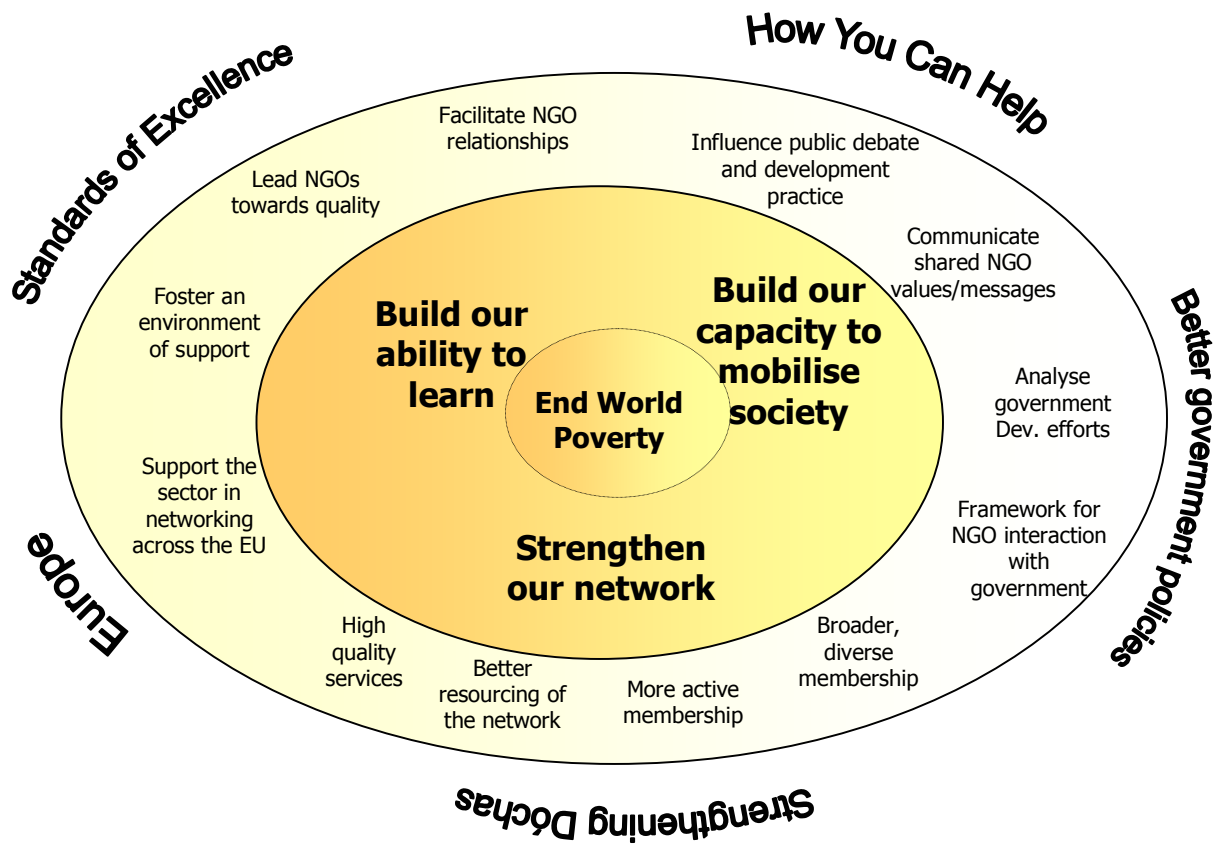 How You Can Help
Standards of Excellence
Facilitate NGO
relationships
Influence public debate
and development
practice
Lead NGOs
towards quality
Communicate
shared NGO
values/messages
Foster an
environment
of support
Build our
ability to
learn
Build our
capacity to
mobilise
society
End World
Poverty
Analyse
government
Dev. efforts
Better government policies
Support the
sector in
networking
across the EU
Europe
Strengthen
our network
Framework for
NGO interaction
with
government
High
quality
services
Better
resourcing of
the network
More active
membership
Broader,
diverse
membership
Strengthening Dóchas